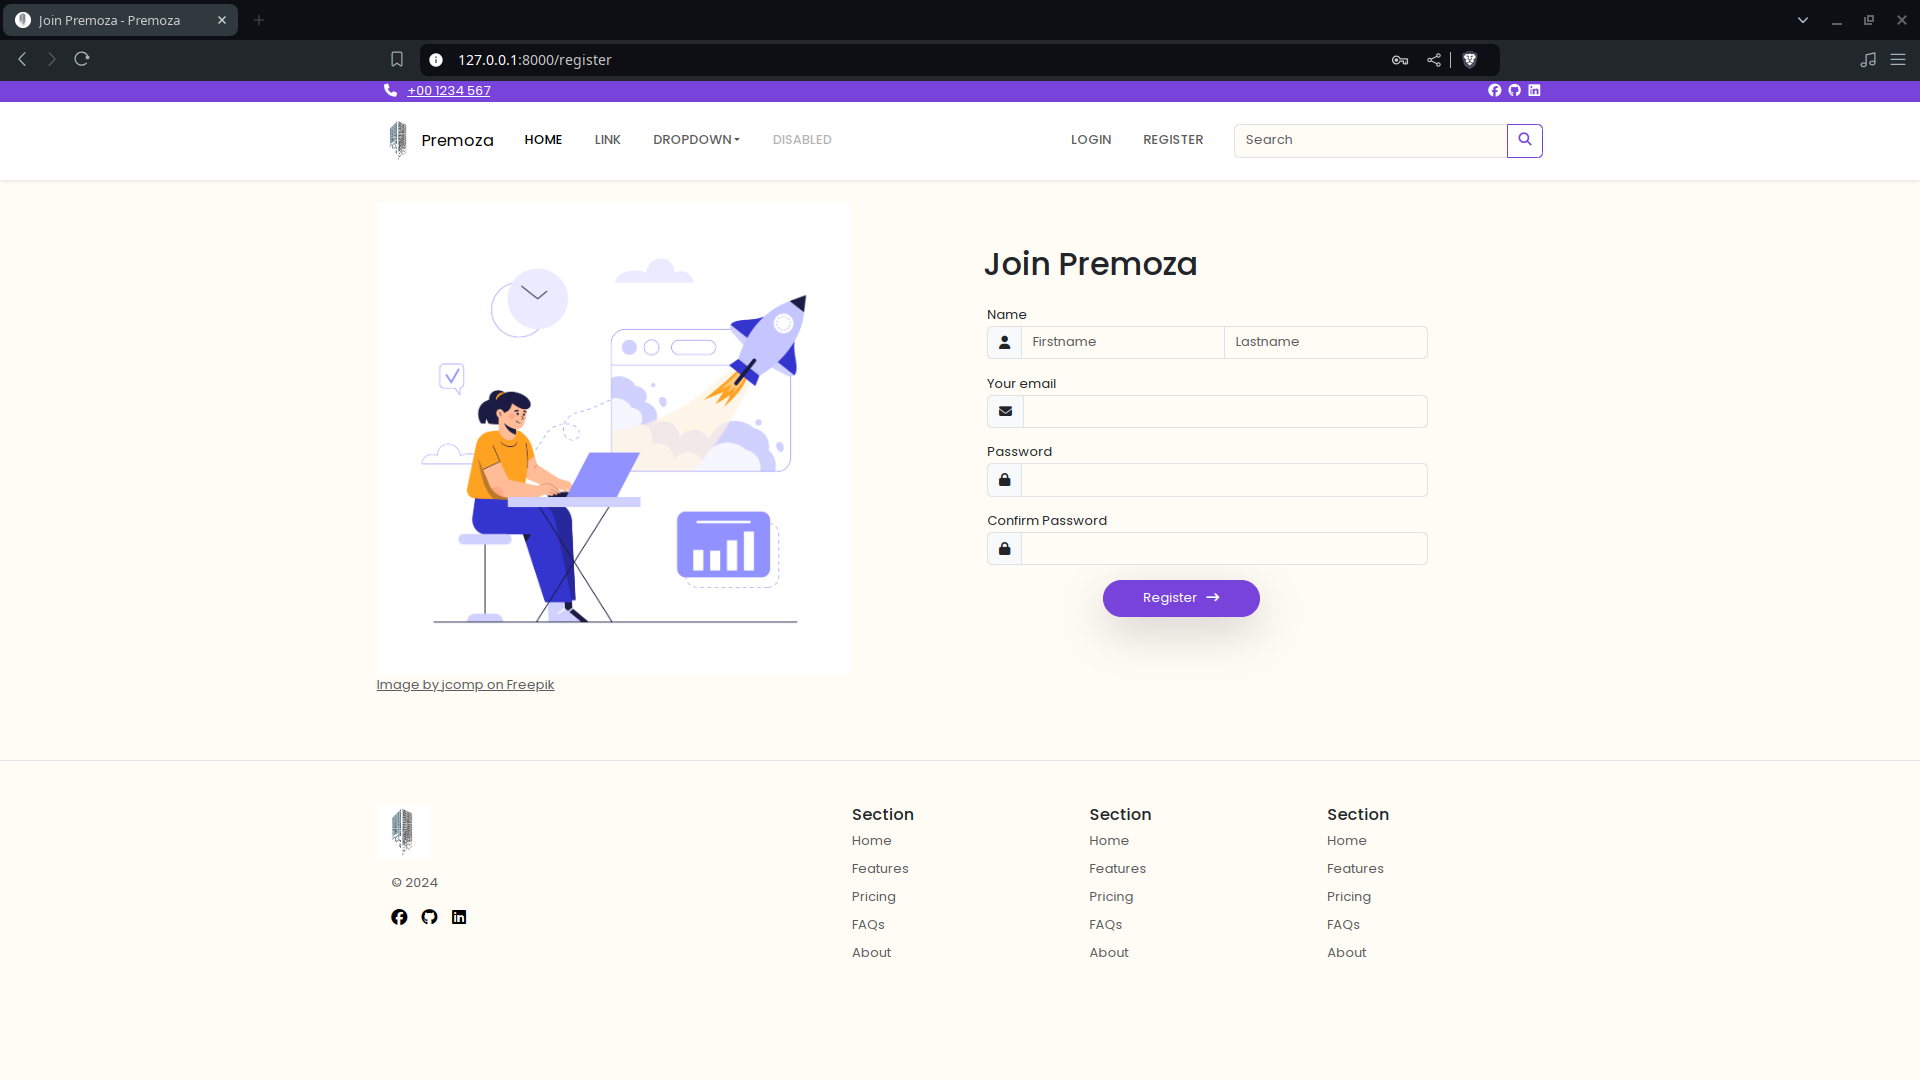 Join Premoza - Premoza
127.0.0.1:8000/register
+00 1234 567
Premoza HOME LINK DROPDOWN DISABLED LOGIN REGISTER Search
Join Premoza
Name
Firstname Lastname
Your email
Password
Confirm Password
Register
Image by jcomp on Freepik
© 2024
Section
Home
Features
Pricing
FAQs
About
Section
Home
Features
Pricing
FAQs
About
Section
Home
Features
Pricing
FAQs
About